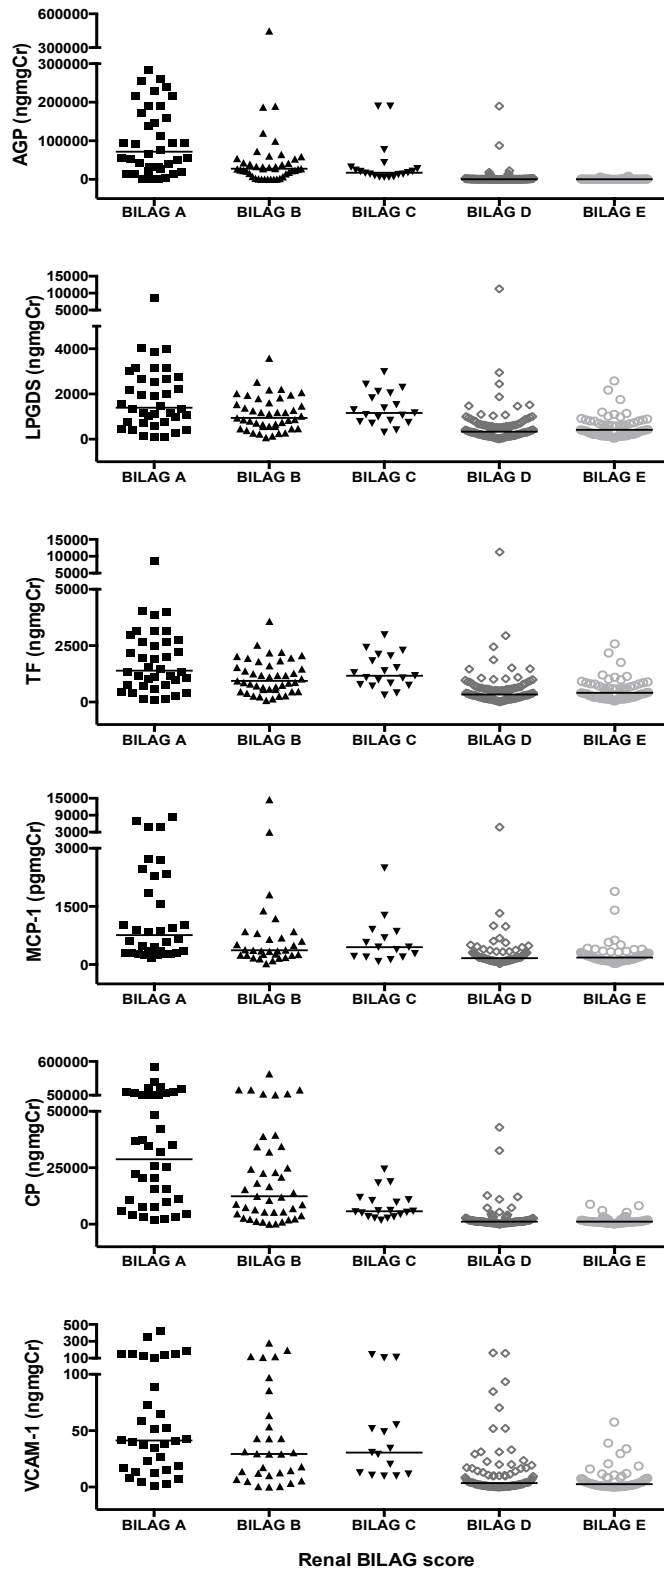 600000
300000
300000
200000
100000
0
AGP (ngmgCr)
BILAG A BILAG B BILAG C BILAG D BILAG E
15000
10000
5000
4000
2000
0
LPGDS (ngmgCr)
BILAG A BILAG B BILAG C BILAG D BILAG E
15000
10000
5000
5000
2500
0
TF (ngmgCr)
BILAG A BILAG B BILAG C BILAG D BILAG E
15000
9000
3000
3000
1500
0
MCP-1 (pgmgCr)
BILAG A BILAG B BILAG C BILAG D BILAG E
600000
50000
50000
25000
0
CP (ngmgCr)
BILAG A BILAG B BILAG C BILAG D BILAG E
500
300
100
100
50
0
VCAM-1 (ngmgCr)
BILAG A BILAG B BILAG C BILAG D BILAG E
Renal BILAG score